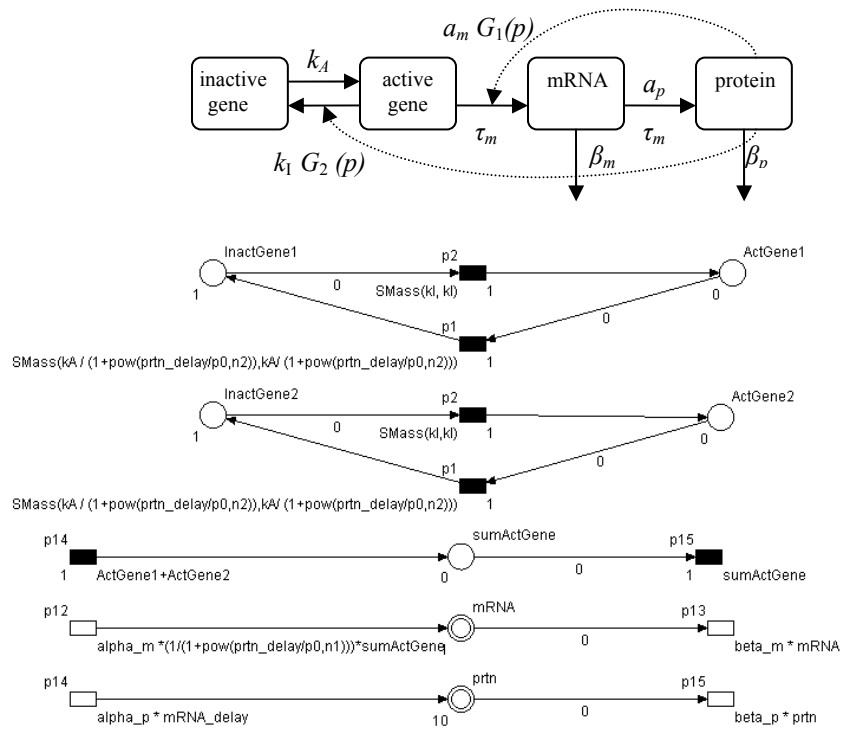 a_m G_1(p)
k_A
inactive gene
active gene
mRNA
a_p
protein
τ_m
τ_m
k_I G_2 (p)
β_m
β_p
InactGene1
p2
ActGene1
0
1
SMass(kI, kI)
1
0
0
p1
SMass(kA / (1+pow(prtn_delay/p0,n2)),kA/ (1+pow(prtn_delay/p0,n2)))
1
InactGene2
p2
ActGene2
0
1
SMass(kI,kI)
1
0
0
p1
SMass(kA / (1+pow(prtn_delay/p0,n2)),kA/ (1+pow(prtn_delay/p0,n2)))
1
p14
sumActGene
p15
1
ActGene1+ActGene2
0
0
1
sumActGene
p12
mRNA
p13
alpha_m *(1/(1+pow(prtn_delay/p0,n1)))*sumActGene
0
beta_m * mRNA
p14
prtn
p15
alpha_p * mRNA_delay
10
0
beta_p * prtn